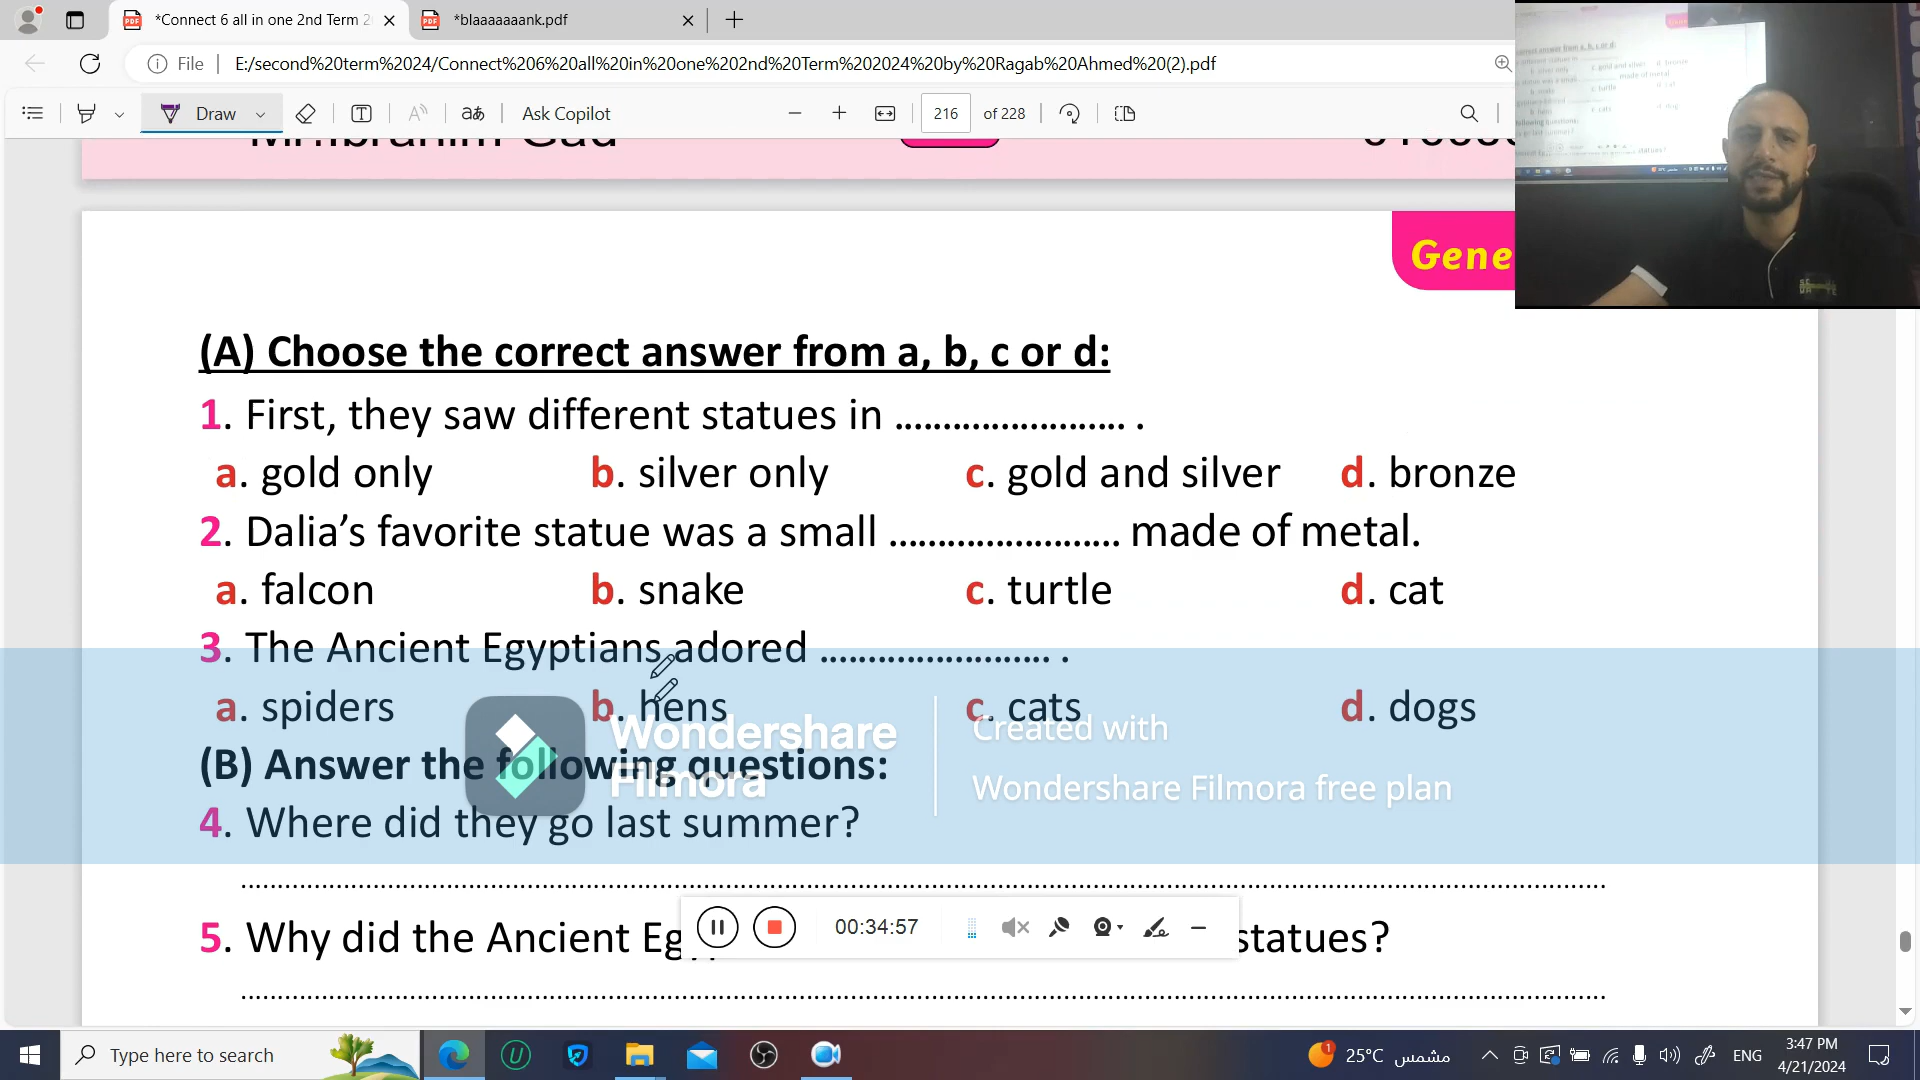 *Connect 6 all in one 2nd Term 2
*blaaaaaaank.pdf
File
E:/second%20term%2024/Connect%206%20all%20in%20one%202nd%20Term%202024%20by%20Ragab%20Ahmed%20(2).pdf
Draw
Ask Copilot
216 of 228
Mr.Ibrahim Gad
Gene
(A) Choose the correct answer from a, b, c or d:
1. First, they saw different statues in ........................ .
a. gold only b. silver only c. gold and silver d. bronze
2. Dalia's favorite statue was a small ........................ made of metal.
a. falcon b. snake c. turtle d. cat
3. The Ancient Egyptians adored ........................ .
a. spiders b. hens c. cats d. dogs
Wondershare Filmora
Created with
Wondershare Filmora free plan
(B) Answer the following questions:
4. Where did they go last summer?
5. Why did the Ancient Eg statues?
00:34:57
Type here to search
25°C مشمس
ENG
3:47 PM
4/21/2024